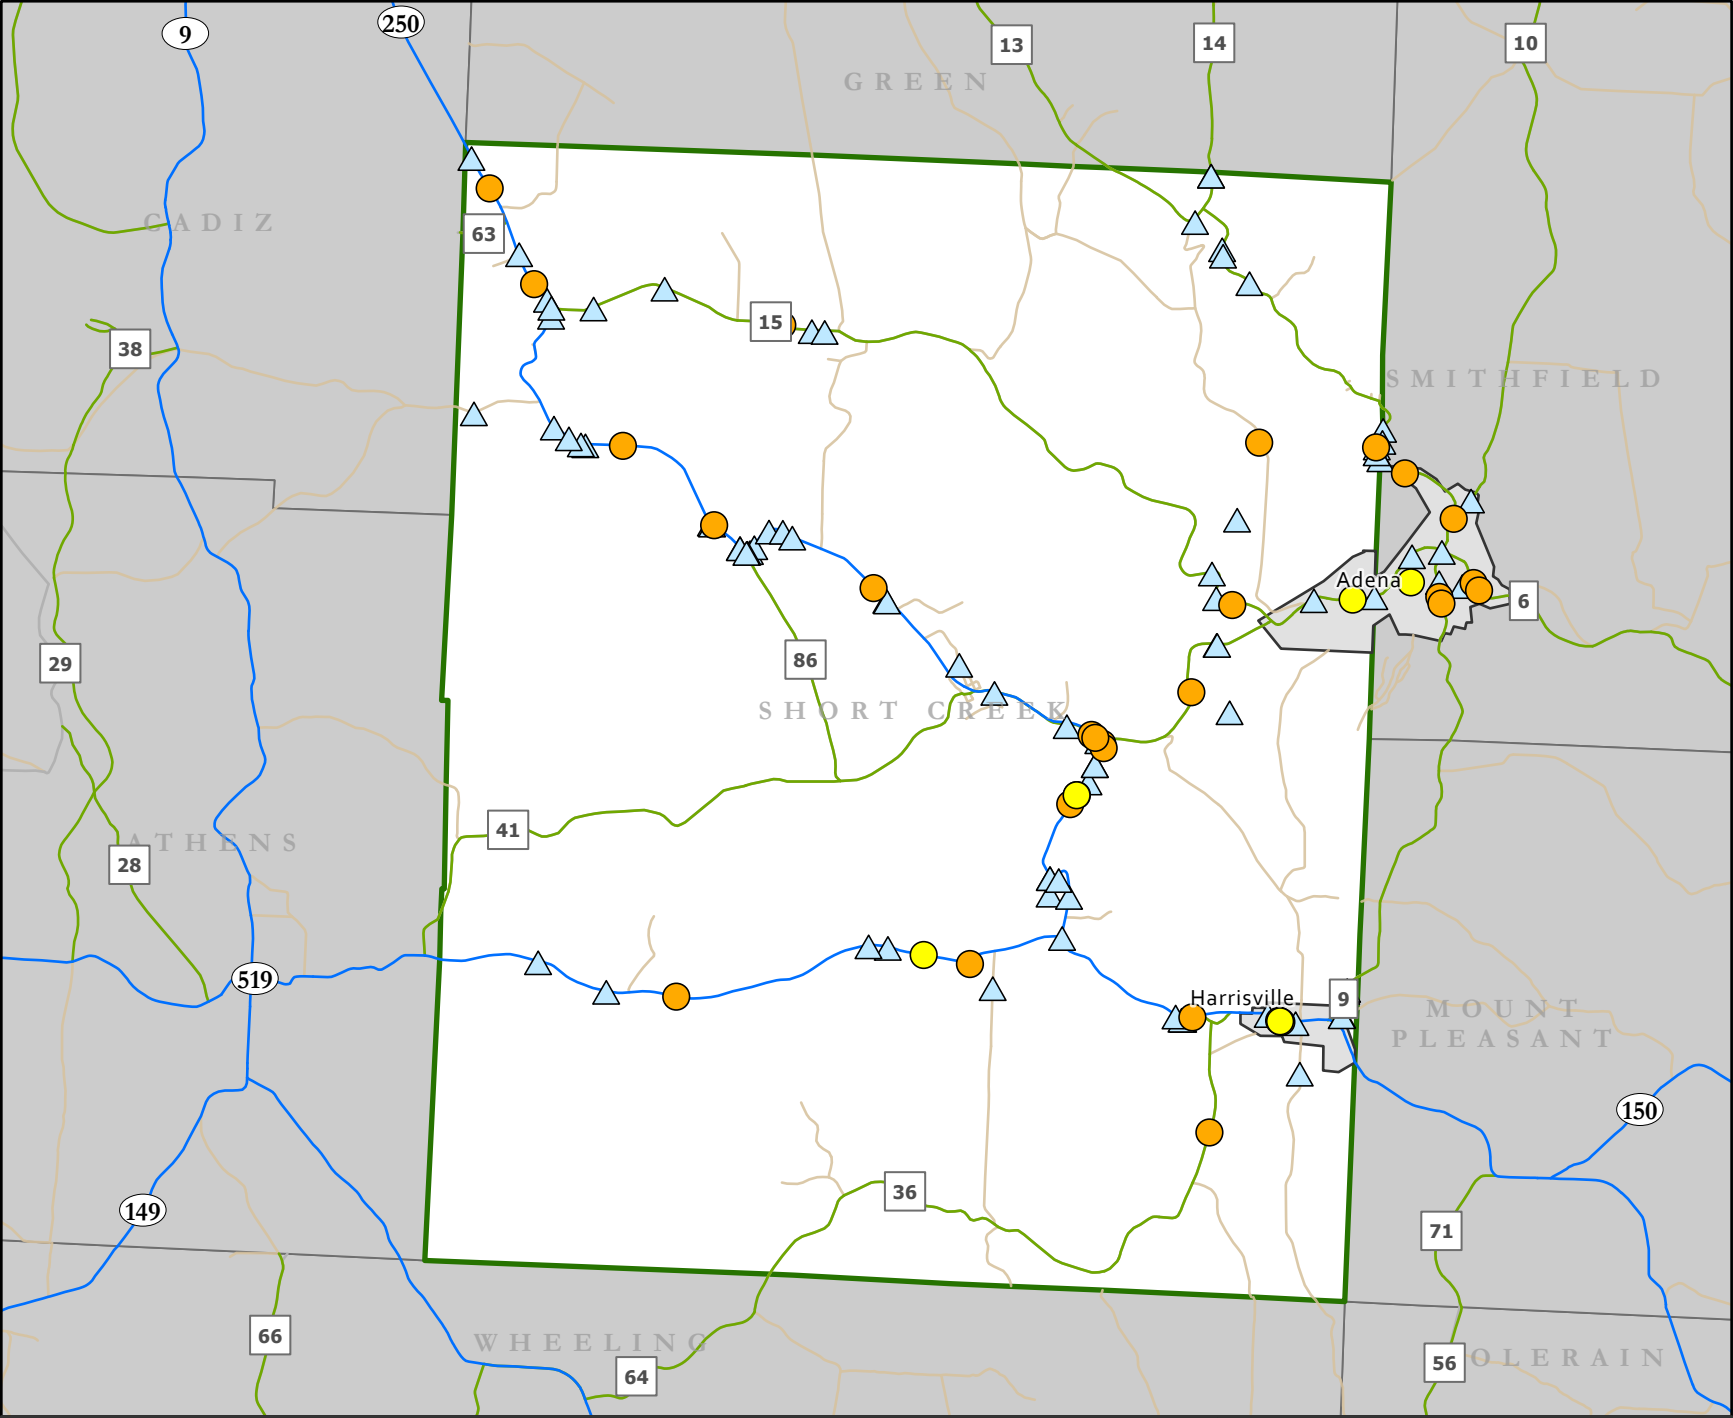 9
250
13
14
10
GREEN
CADIZ
63
15
38
SMITHFIELD
Adena
6
29
86
SHORT CREEK
41
ATHENS
28
519
Harrisville
9
MOUNT
PLEASANT
150
36
149
71
66
WHEELING
64
56
OLERAIN